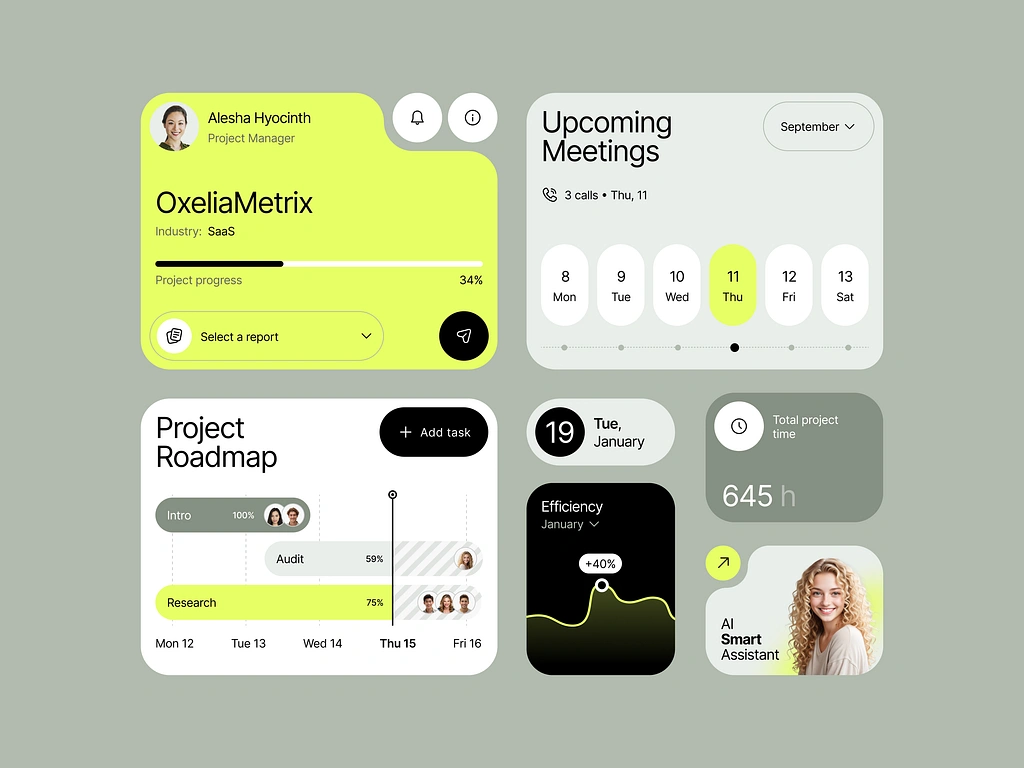 Alesha Hyocinth
Project Manager
OxeliaMetrix
Industry: SaaS
Project progress 34%
Select a report
Upcoming
Meetings
September
3 calls • Thu, 11
8 9 10 11 12 13
Mon Tue Wed Thu Fri Sat
Project
Roadmap
+ Add task
Intro 100%
Audit 59%
Research 75%
Mon 12 Tue 13 Wed 14 Thu 15 Fri 16
19
Tue,
January
Efficiency
January
+40%
Total project
time
645 h
AI
Smart
Assistant